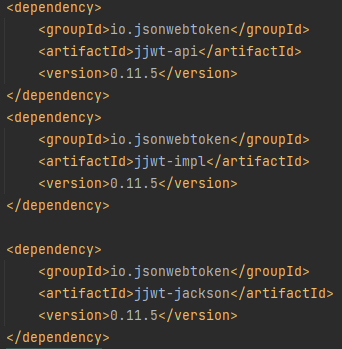 <dependency>
    <groupId>io.jsonwebtoken</groupId>
    <artifactId>jjwt-api</artifactId>
    <version>0.11.5</version>
</dependency>
<dependency>
    <groupId>io.jsonwebtoken</groupId>
    <artifactId>jjwt-impl</artifactId>
    <version>0.11.5</version>
</dependency>

<dependency>
    <groupId>io.jsonwebtoken</groupId>
    <artifactId>jjwt-jackson</artifactId>
    <version>0.11.5</version>
</dependency>